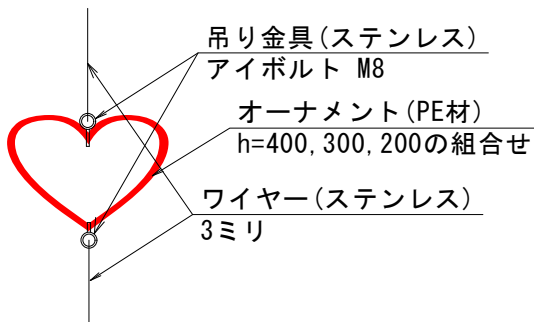 吊り金具(ステンレス)
アイボルト M8
オーナメント(PE材)
h=400,300,200の組合せ
ワイヤー(ステンレス)
3ミリ